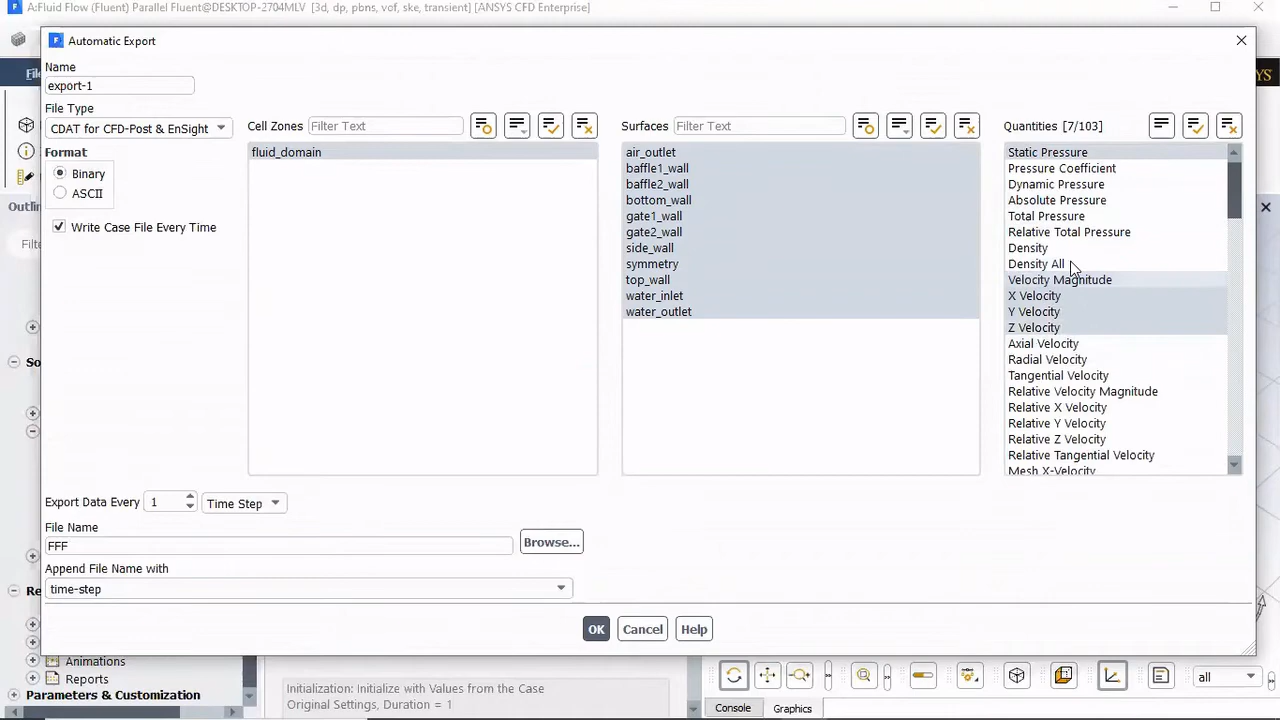 A:Fluid Flow (Fluent) Parallel Fluent@DESKTOP-2704MLV [3d, dp, pbns, vof, ske, transient] [ANSYS CFD Enterprise]
Automatic Export
Name
export-1
File Type
CDAT for CFD-Post & EnSight
Format
Binary
ASCII
Write Case File Every Time
Cell Zones
Filter Text
fluid_domain
Surfaces
Filter Text
air_outlet
baffle1_wall
baffle2_wall
bottom_wall
gate1_wall
gate2_wall
side_wall
symmetry
top_wall
water_inlet
water_outlet
Quantities [7/103]
Static Pressure
Pressure Coefficient
Dynamic Pressure
Absolute Pressure
Total Pressure
Relative Total Pressure
Density
Density All
Velocity Magnitude
X Velocity
Y Velocity
Z Velocity
Axial Velocity
Radial Velocity
Tangential Velocity
Relative Velocity Magnitude
Relative X Velocity
Relative Y Velocity
Relative Z Velocity
Relative Tangential Velocity
Mesh X-Velocity
Export Data Every
1
Time Step
File Name
FFF
Browse...
Append File Name with
time-step
OK
Cancel
Help
Fil
YS
Outlin
Filte
So
Re
Animations
Reports
Parameters & Customization
Initialization: Initialize with Values from the Case
Original Settings, Duration = 1
all
Console
Graphics